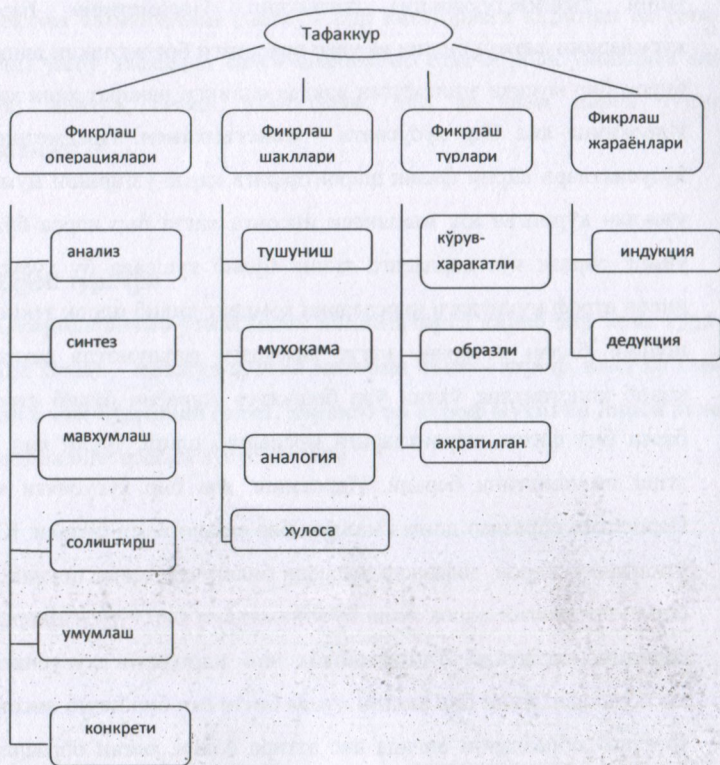 Тафаккур
Фикрлаш
операциялари
Фикрлаш
шакллари
Фикрлаш
турлари
Фикрлаш
жараёнлари
анализ
синтез
мавхумлаш
солиштирш
умумлаш
конкрети
тушуниш
мухокама
аналогия
хулоса
кўрув-
харакатли
образли
ажратилган
индукция
дедукция